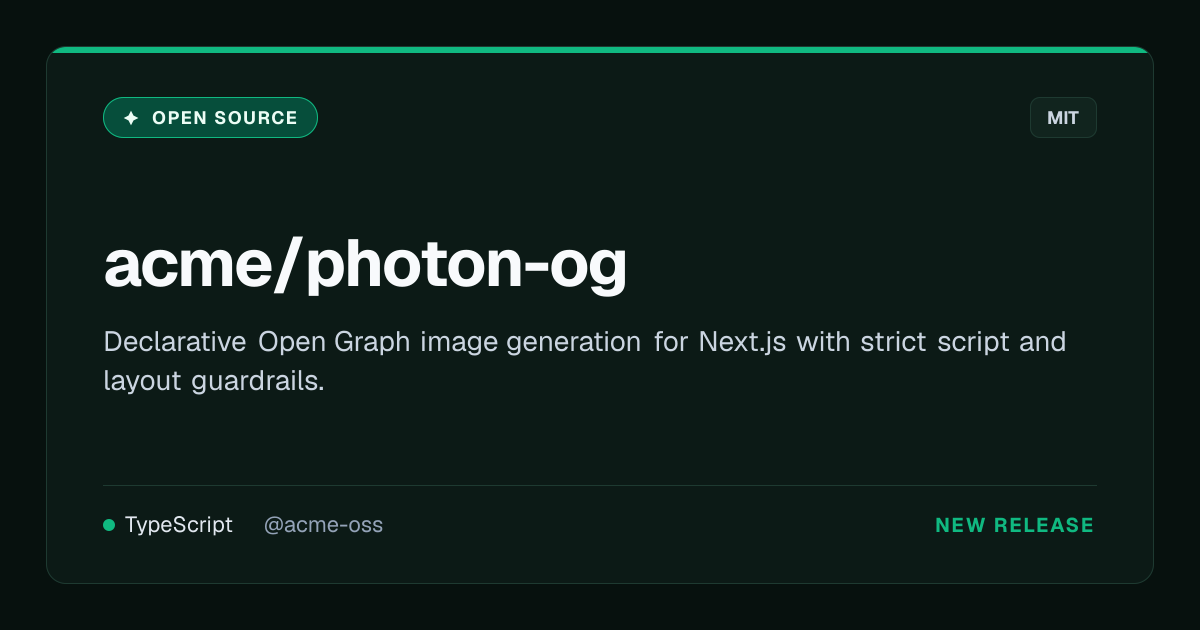 ✦ OPEN SOURCE
MIT
acme/photon-og
Declarative Open Graph image generation for Next.js with strict script and
layout guardrails.
TypeScript @acme-oss
NEW RELEASE